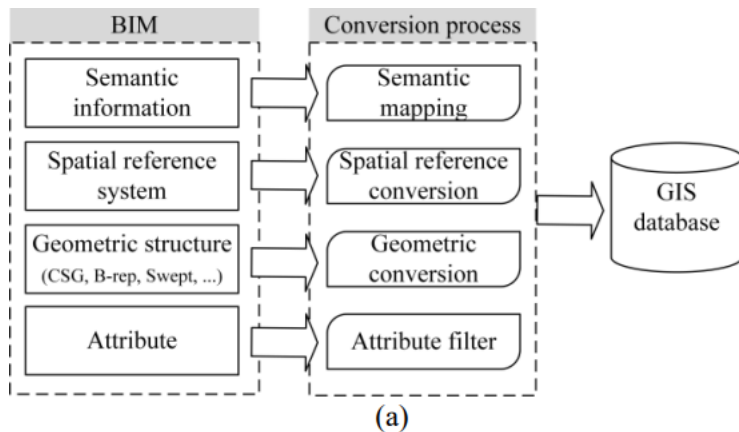 BIM
Conversion process
Semantic
information
Semantic
mapping
Spatial reference
system
Spatial reference
conversion
Geometric structure
(CSG, B-rep, Swept, ...)
Geometric
conversion
Attribute
Attribute filter
GIS
database
(a)